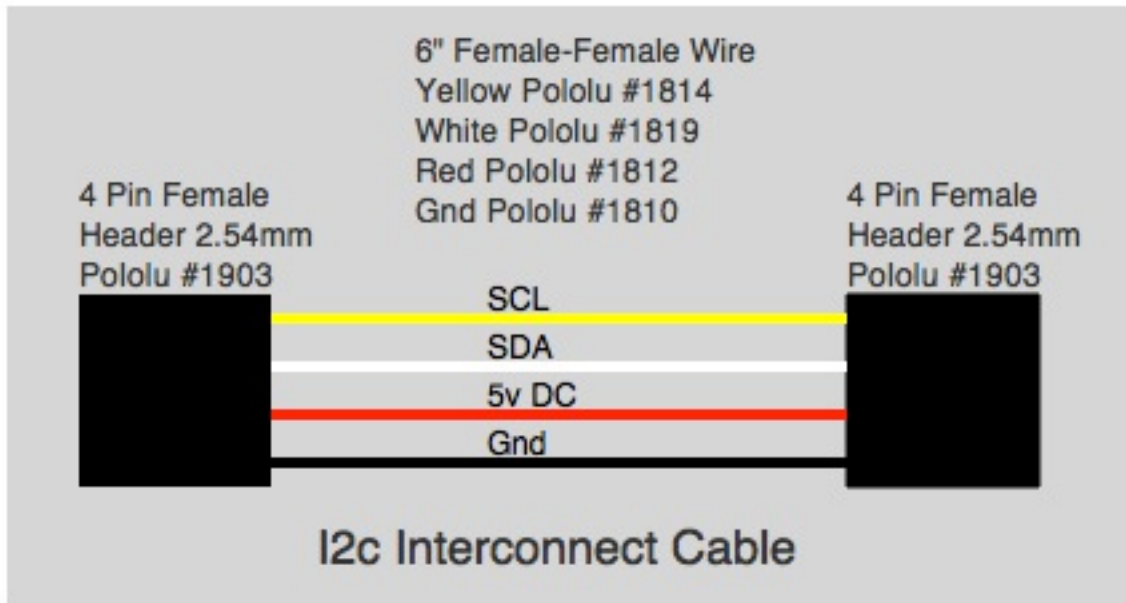 6" Female-Female Wire
Yellow Pololu #1814
White Pololu #1819
Red Pololu #1812
Gnd Pololu #1810
4 Pin Female
Header 2.54mm
Pololu #1903
4 Pin Female
Header 2.54mm
Pololu #1903
SCL
SDA
5v DC
Gnd
I2c Interconnect Cable